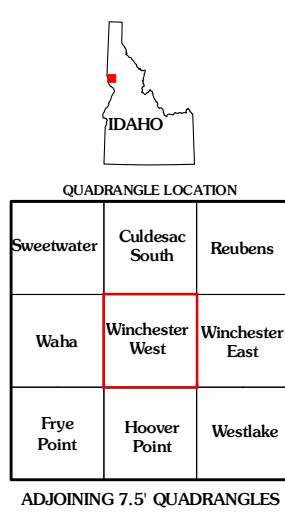 IDAHO
QUADRANGLE LOCATION
Sweetwater
Culdesac
South
Reubens
Waha
Winchester
West
Winchester
East
Frye
Point
Hoover
Point
Westlake
ADJOINING 7.5' QUADRANGLES